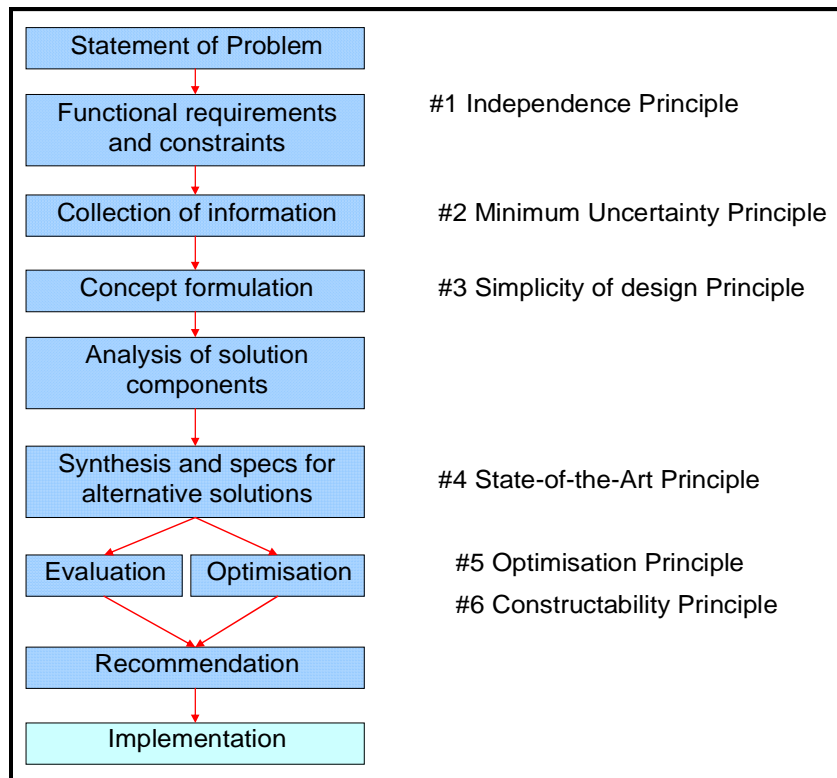 Statement of Problem
Functional requirements
and constraints
#1 Independence Principle
Collection of information
#2 Minimum Uncertainty Principle
Concept formulation
#3 Simplicity of design Principle
Analysis of solution
components
Synthesis and specs for
alternative solutions
#4 State-of-the-Art Principle
Evaluation
Optimisation
#5 Optimisation Principle
#6 Constructability Principle
Recommendation
Implementation